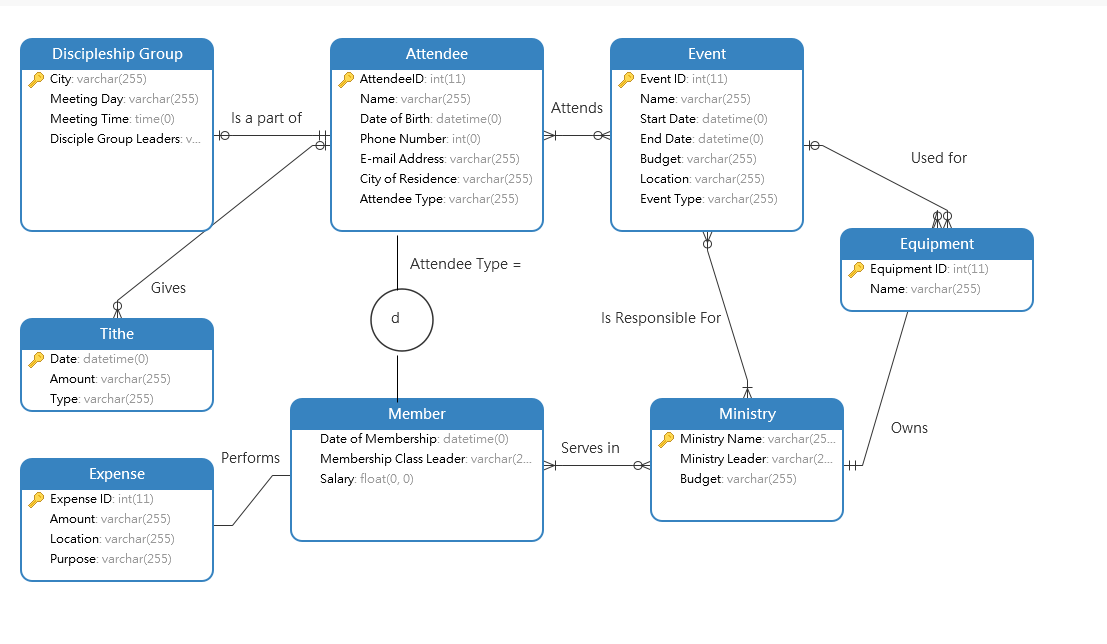 Discipleship Group
City: varchar(255)
Meeting Day: varchar(255)
Meeting Time: time(0)
Disciple Group Leaders: v...
Is a part of
Attendee
AttendeeID: int(11)
Name: varchar(255)
Date of Birth: datetime(0)
Phone Number: int(0)
E-mail Address: varchar(255)
City of Residence: varchar(255)
Attendee Type: varchar(255)
Attends
Event
Event ID: int(11)
Name: varchar(255)
Start Date: datetime(0)
End Date: datetime(0)
Budget: varchar(255)
Location: varchar(255)
Event Type: varchar(255)
Used for
Equipment
Equipment ID: int(11)
Name: varchar(255)
Gives
Attendee Type =
d
Is Responsible For
Tithe
Date: datetime(0)
Amount: varchar(255)
Type: varchar(255)
Member
Date of Membership: datetime(0)
Membership Class Leader: varchar(2...
Salary: float(0, 0)
Serves in
Ministry
Ministry Name: varchar(25...
Ministry Leader: varchar(2...
Budget: varchar(255)
Owns
Performs
Expense
Expense ID: int(11)
Amount: varchar(255)
Location: varchar(255)
Purpose: varchar(255)